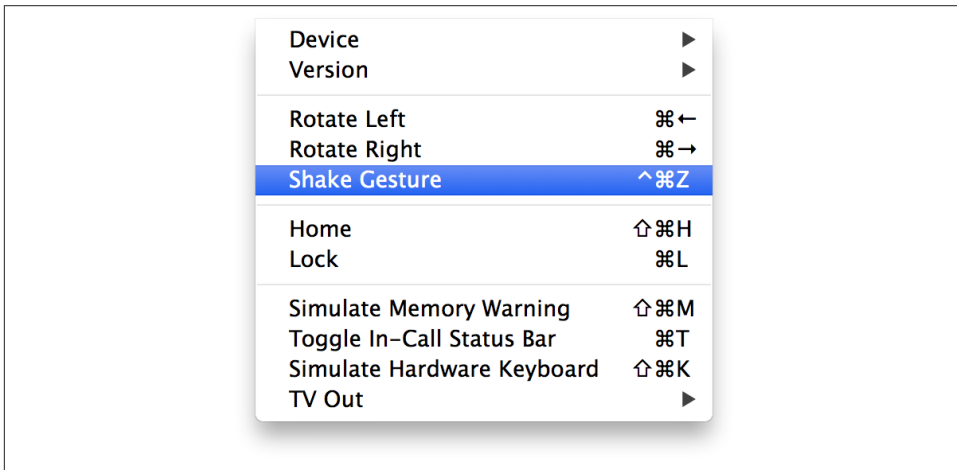 Device ▶
Version ▶
Rotate Left ⌘←
Rotate Right ⌘→
Shake Gesture ^⌘Z
Home ⇧⌘H
Lock ⌘L
Simulate Memory Warning ⇧⌘M
Toggle In-Call Status Bar ⌘T
Simulate Hardware Keyboard ⇧⌘K
TV Out ▶